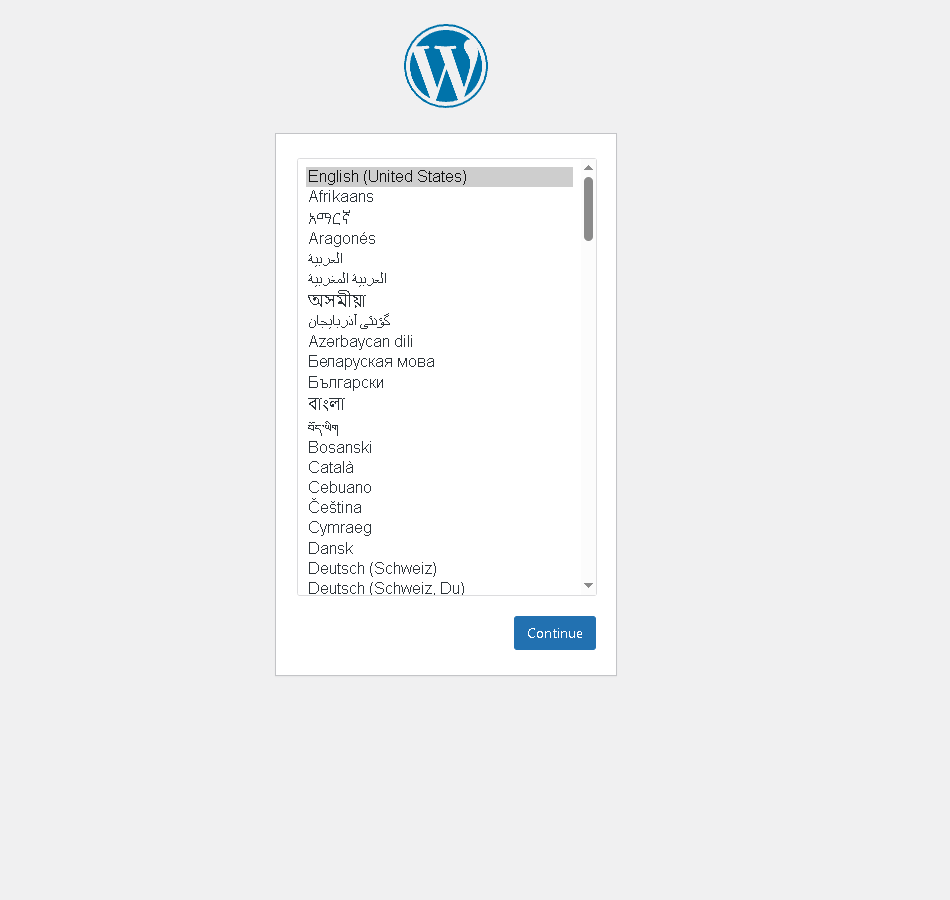 English (United States)
Afrikaans
አማርኛ
Aragonés
العربية
العربية المغربية
অসমীয়া
گؤنئی آذربایجان
Azərbaycan dili
Беларуская мова
Български
বাংলা
བོད་ཡིག
Bosanski
Català
Cebuano
Čeština
Cymraeg
Dansk
Deutsch (Schweiz)
Deutsch (Schweiz, Du)
Continue